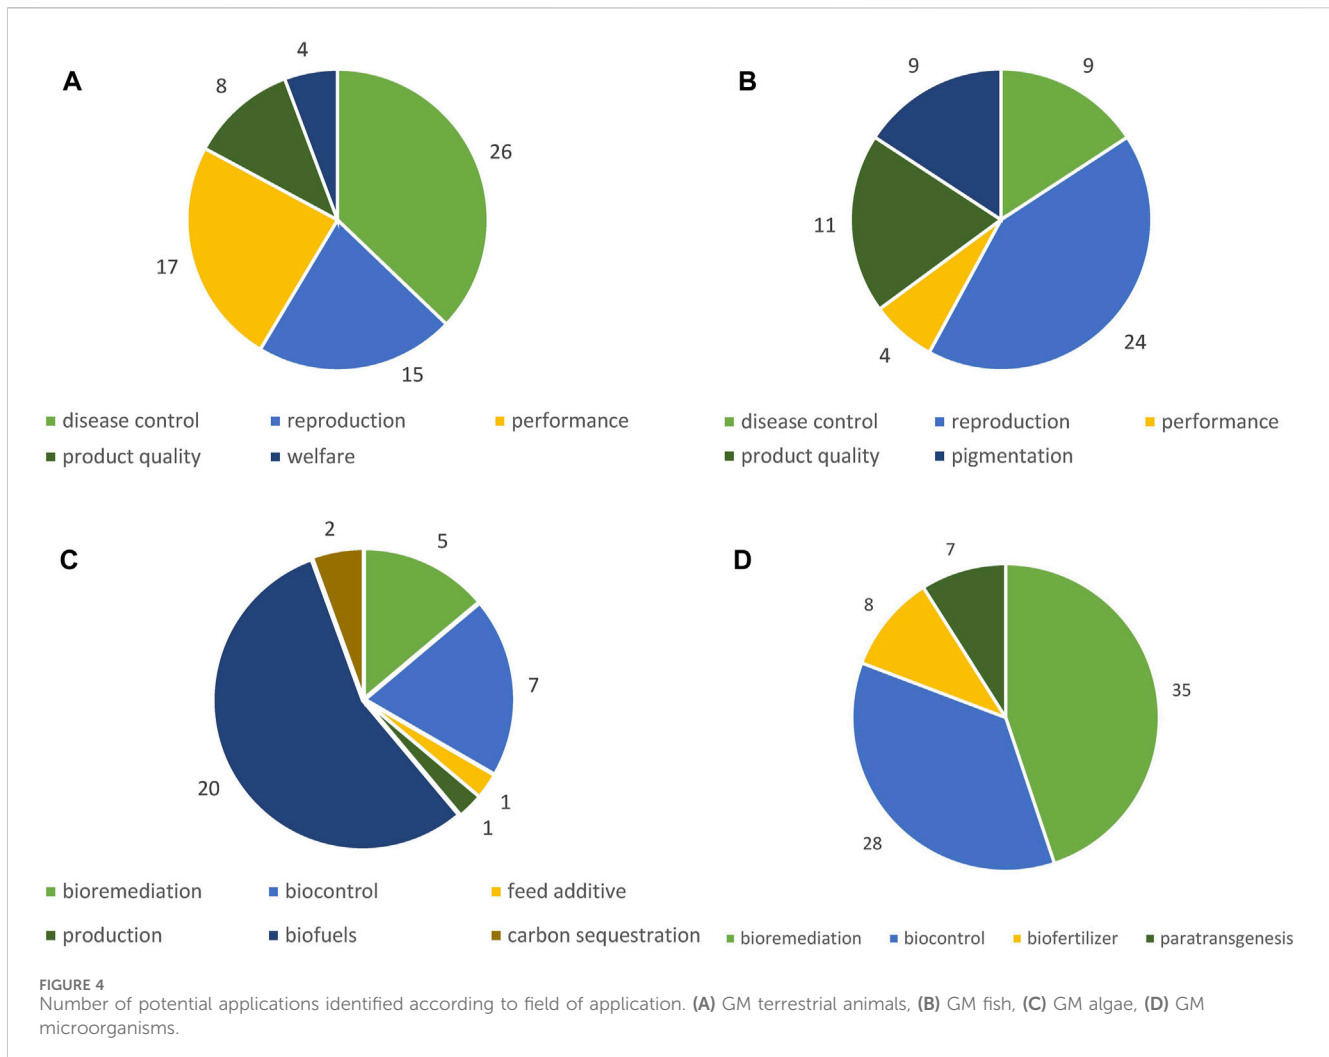 A
4
8
26
17
15
disease control
reproduction
performance
product quality
welfare
B
9
9
11
4
24
disease control
reproduction
performance
product quality
pigmentation
C
2
5
7
20
1
1
bioremediation
biocontrol
feed additive
production
biofuels
carbon sequestration
D
7
8
35
28
bioremediation
biocontrol
biofertilizer
paratransgenesis
FIGURE 4
Number of potential applications identified according to field of application. (A) GM terrestrial animals, (B) GM fish, (C) GM algae, (D) GM
microorganisms.